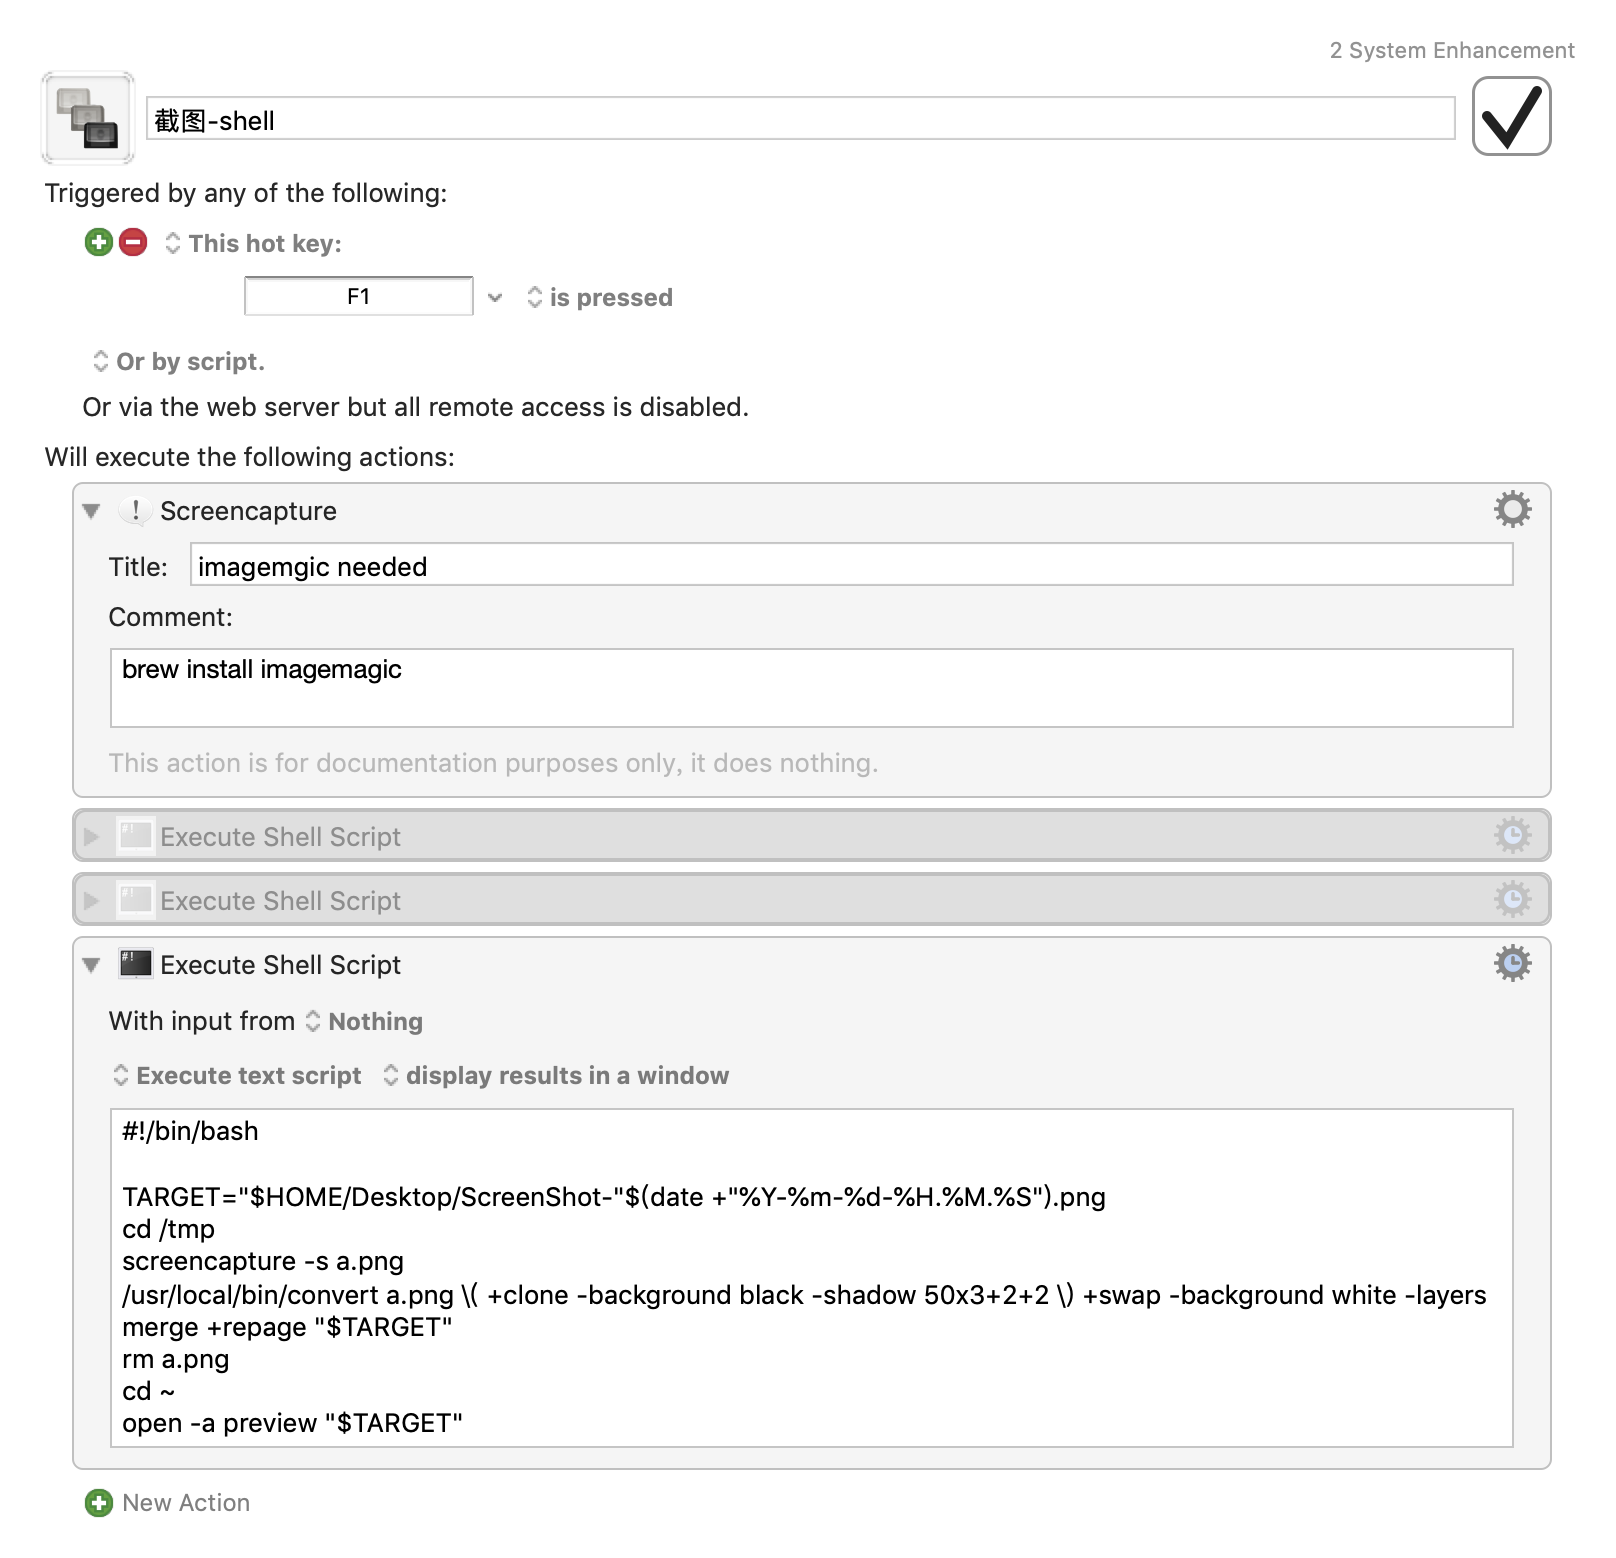 2 System Enhancement
截图-shell
Triggered by any of the following:
This hot key:
F1 is pressed
Or by script.
Or via the web server but all remote access is disabled.
Will execute the following actions:
Screencapture
Title: imagemgic needed
Comment:
brew install imagemagic
This action is for documentation purposes only, it does nothing.
#! Execute Shell Script
#! Execute Shell Script
#! Execute Shell Script
With input from Nothing
Execute text script display results in a window
#!/bin/bash
TARGET="$HOME/Desktop/ScreenShot-"$(date +"%Y-%m-%d-%H.%M.%S").png
cd /tmp
screencapture -s a.png
/usr/local/bin/convert a.png \( +clone -background black -shadow 50x3+2+2 \) +swap -background white -layers
merge +repage "$TARGET"
rm a.png
cd ~
open -a preview "$TARGET"
New Action